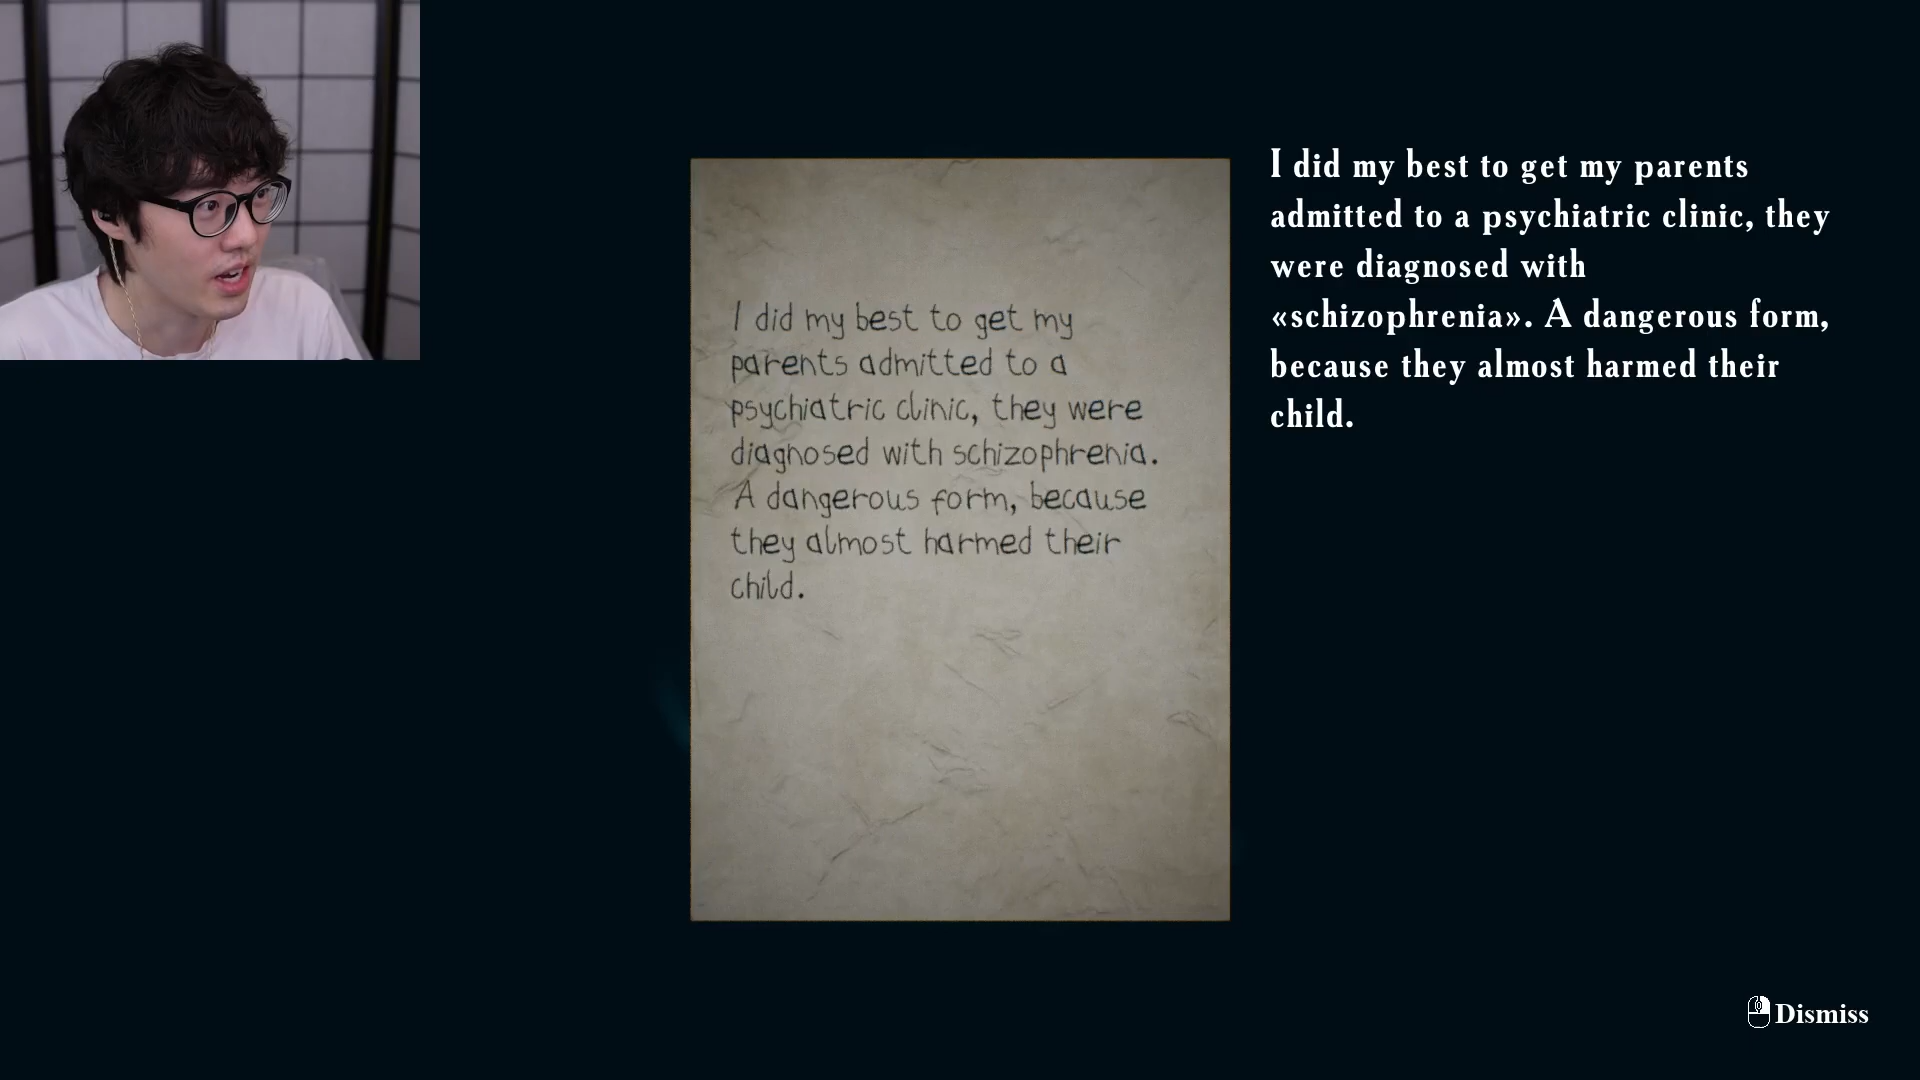 I did my best to get my
parents admitted to a
psychiatric clinic, they were
diagnosed with schizophrenia.
A dangerous form, because
they almost harmed their
child.
I did my best to get my parents
admitted to a psychiatric clinic, they
were diagnosed with
«schizophrenia». A dangerous form,
because they almost harmed their
child.
Dismiss